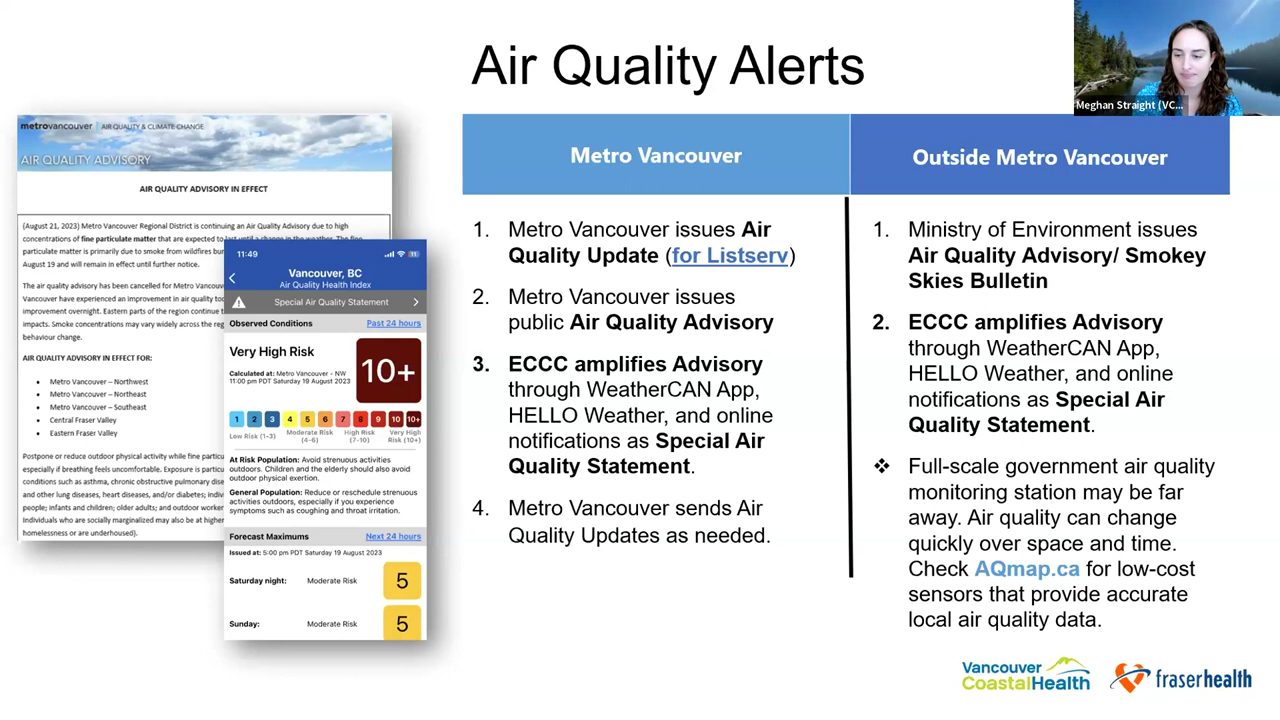 Air Quality Alerts
Meghan Straight (VC...
metrovancouver | AIR QUALITY & CLIMATE CHANGE
AIR QUALITY ADVISORY
AIR QUALITY ADVISORY IN EFFECT
(August 21, 2023) Metro Vancouver Regional District is continuing an Air Quality Advisory due to high
concentrations of fine particulate matter that are expected to last until a change in the weather. The fine
particulate matter is primarily due to smoke from wildfires bur
August 19 and will remain in effect until further notice.
The air quality advisory has been cancelled for Metro Vancouv
Vancouver have experienced an improvement in air quality too
improvement overnight. Eastern parts of the region continue t
impacts. Smoke concentrations may vary widely across the reg
behaviour change.
AIR QUALITY ADVISORY IN EFFECT FOR:
• Metro Vancouver – Northwest
• Metro Vancouver – Northeast
• Metro Vancouver – Southeast
• Central Fraser Valley
• Eastern Fraser Valley
Postpone or reduce outdoor physical activity while fine particu
especially if breathing feels uncomfortable. Exposure is particu
conditions such as asthma, chronic obstructive pulmonary dise
and other lung diseases, heart diseases, and/or diabetes; indiv
people; infants and children; older adults; and outdoor worker
Individuals who are socially marginalized may also be at higher
homelessness or are underhoused).
11:49
Vancouver, BC
Air Quality Health Index
Special Air Quality Statement
Observed Conditions Past 24 hours
Very High Risk
10+
Calculated at: Metro Vancouver - NW
11:00 pm PDT Saturday 19 August 2023
1 2 3 4 5 6 7 8 9 10 10+
Low Risk (1-3) Moderate Risk (4-6) High Risk (7-10) Very High Risk (10+)
At Risk Population: Avoid strenuous activities
outdoors. Children and the elderly should also avoid
outdoor physical exertion.
General Population: Reduce or reschedule strenuous
activities outdoors, especially if you experience
symptoms such as coughing and throat irritation.
Forecast Maximums Next 24 hours
Issued at: 5:00 pm PDT Saturday 19 August 2023
Saturday night: Moderate Risk 5
Sunday: Moderate Risk 5
Metro Vancouver
1. Metro Vancouver issues Air
Quality Update (for Listserv)
2. Metro Vancouver issues
public Air Quality Advisory
3. ECCC amplifies Advisory
through WeatherCAN App,
HELLO Weather, and online
notifications as Special Air
Quality Statement.
4. Metro Vancouver sends Air
Quality Updates as needed.
Outside Metro Vancouver
1. Ministry of Environment issues
Air Quality Advisory/ Smokey
Skies Bulletin
2. ECCC amplifies Advisory
through WeatherCAN App,
HELLO Weather, and online
notifications as Special Air
Quality Statement.
❖ Full-scale government air quality
monitoring station may be far
away. Air quality can change
quickly over space and time.
Check AQmap.ca for low-cost
sensors that provide accurate
local air quality data.
Vancouver
CoastalHealth
fraserhealth